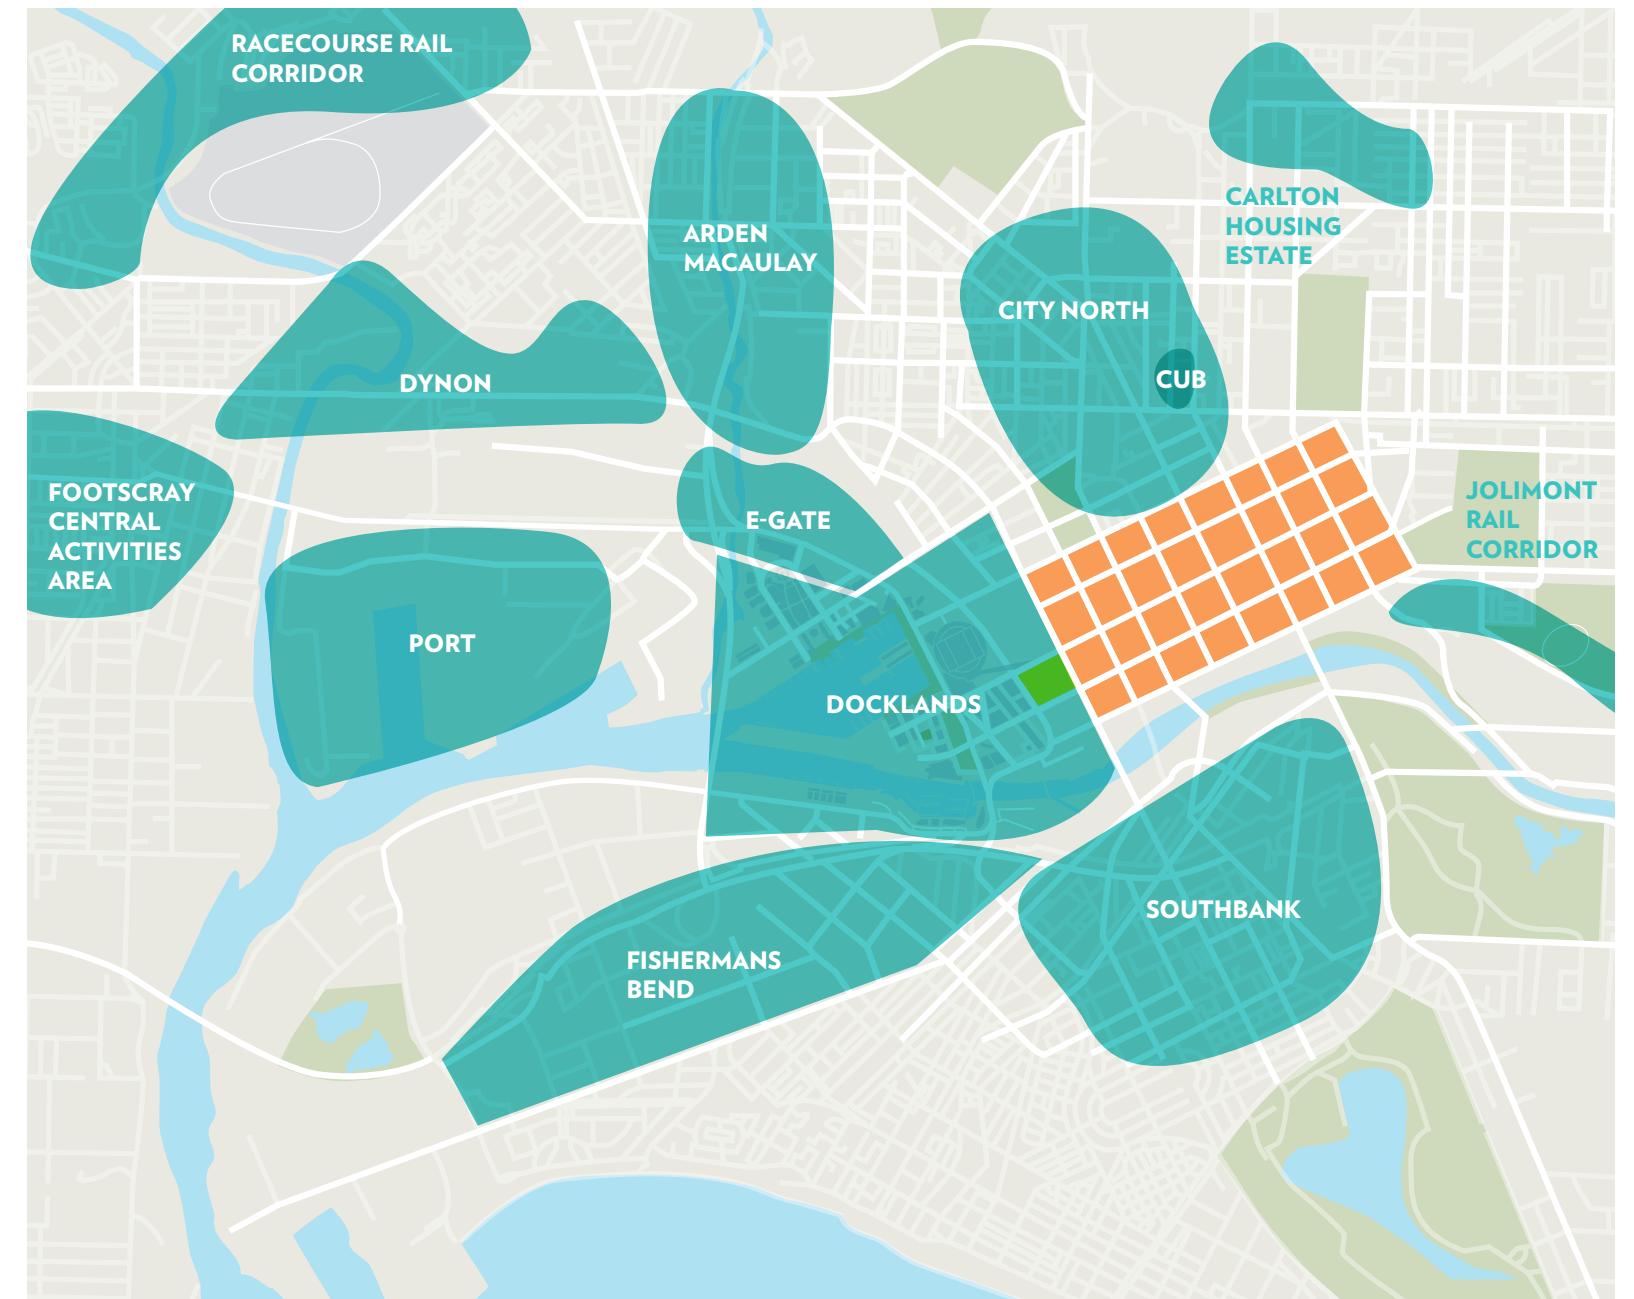 RACECOURSE RAIL
CORRIDOR
CARLTON
HOUSING
ESTATE
ARDEN
MACAULAY
CITY NORTH
CUB
DYNON
FOOTSCRAY
CENTRAL
ACTIVITIES
AREA
E-GATE
JOLIMONT
RAIL
CORRIDOR
PORT
DOCKLANDS
SOUTHBANK
FISHERMANS
BEND